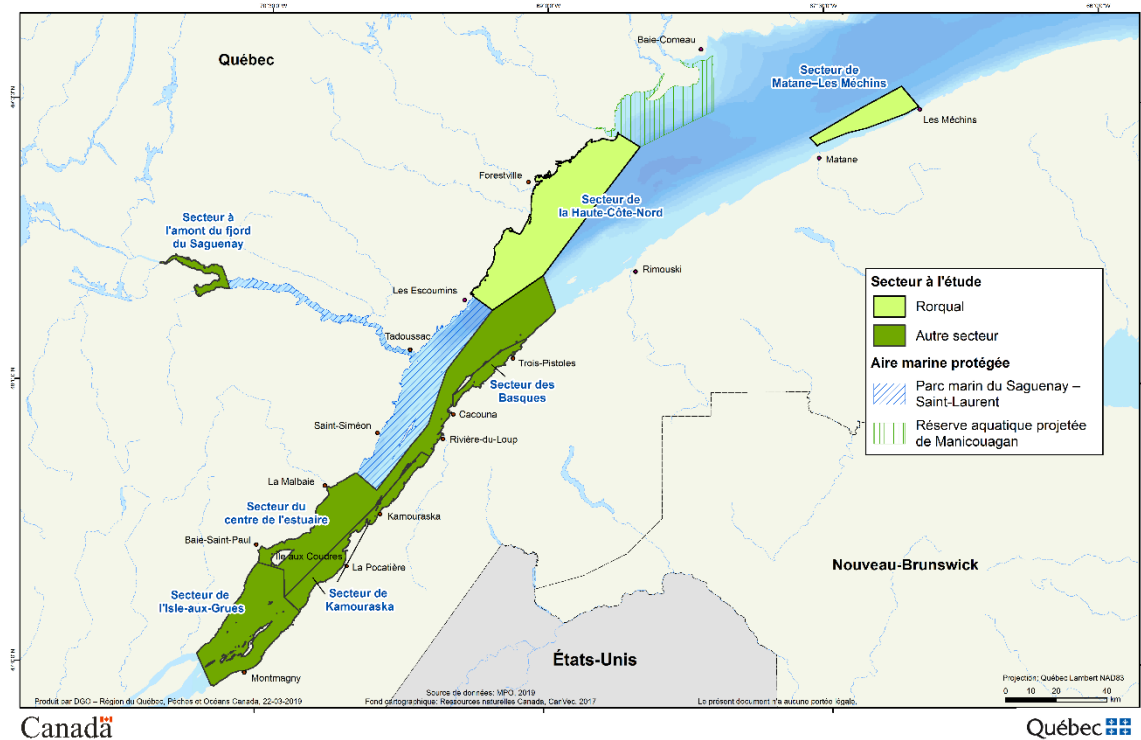 Baie-Comeau
Québec
Secteur de
Matane–Les Méchins
Les Méchins
Matane
Forestville
Secteur de
la Haute-Côte-Nord
Secteur à
l'amont du fjord
du Saguenay
Rimouski
Les Escoumins
Tadoussac
Trois-Pistoles
Secteur des
Basques
Cacouna
Saint-Siméon
Rivière-du-Loup
La Malbaie
Secteur du
centre de l'estuaire
Kamouraska
Baie-Saint-Paul
Ile aux Coudres
La Pocatière
Secteur de
l'Isle-aux-Grues
Secteur de
Kamouraska
Montmagny
Nouveau-Brunswick
États-Unis
Secteur à l'étude
Rorqual
Autre secteur
Aire marine protégée
Parc marin du Saguenay –
Saint-Laurent
Réserve aquatique projetée
de Manicouagan
Projection: Québec Lambert NAD83
0 10 20 40
km
Source de données: MPO, 2019
Produit par DGO – Région du Québec, Pêches et Océans Canada, 22-03-2019
Fond cartographique: Ressources naturelles Canada, CanVec, 2017
Le présent document n'a aucune portée légale.
Canada
Québec